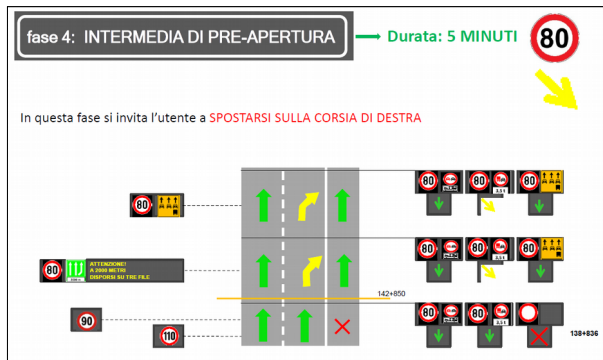 fase 4: INTERMEDIA DI PRE-APERTURA
Durata: 5 MINUTI
80
In questa fase si invita l'utente a SPOSTARSI SULLA CORSIA DI DESTRA
80
80
80
3,5 t
80
80
ATTENZIONE!
A 2000 METRI
DISPORSI SU TRE FILE
80
80
3,5 t
80
142+850
90
110
80
80
3,5 t
138+836